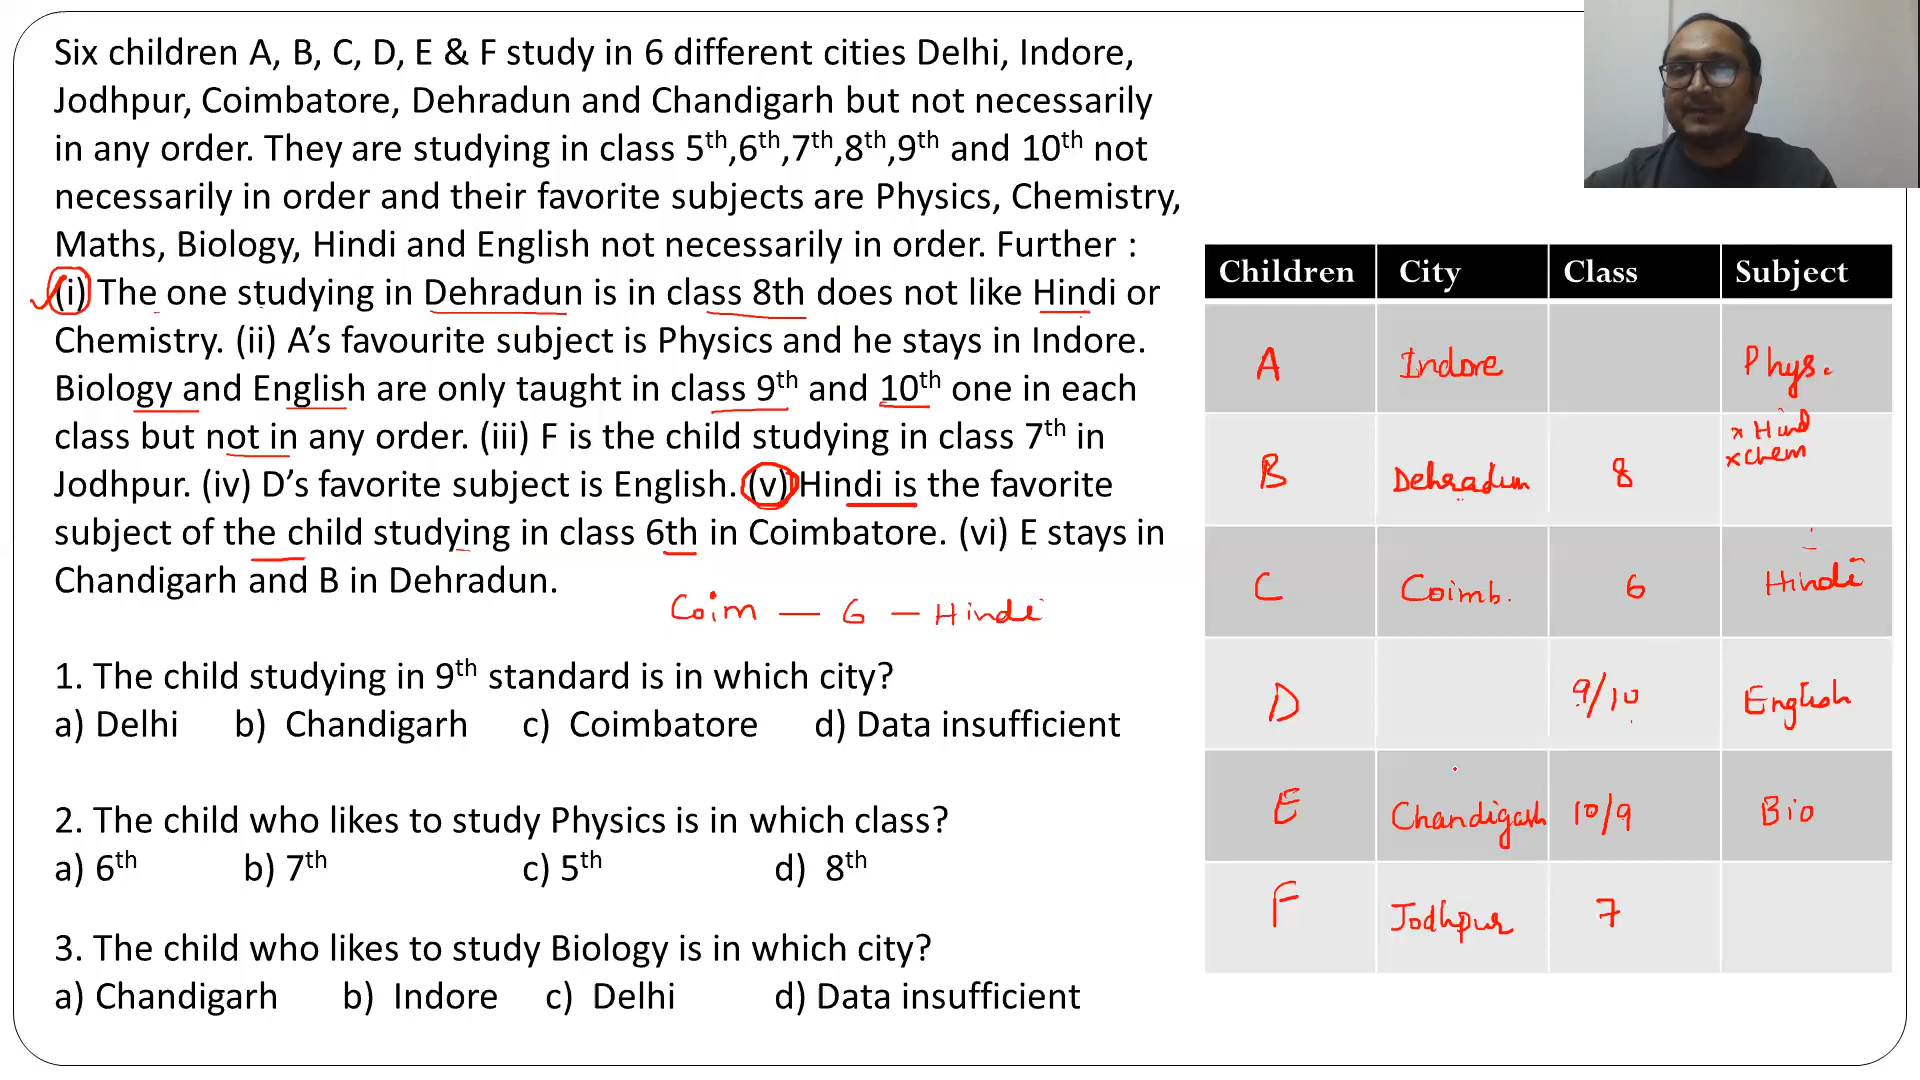 Six children A, B, C, D, E & F study in 6 different cities Delhi, Indore,
Jodhpur, Coimbatore, Dehradun and Chandigarh but not necessarily
in any order. They are studying in class 5th,6th,7th,8th,9th and 10th not
necessarily in order and their favorite subjects are Physics, Chemistry,
Maths, Biology, Hindi and English not necessarily in order. Further :
(i) The one studying in Dehradun is in class 8th does not like Hindi or
Chemistry. (ii) A’s favourite subject is Physics and he stays in Indore.
Biology and English are only taught in class 9th and 10th one in each
class but not in any order. (iii) F is the child studying in class 7th in
Jodhpur. (iv) D’s favorite subject is English. (v) Hindi is the favorite
subject of the child studying in class 6th in Coimbatore. (vi) E stays in
Chandigarh and B in Dehradun.
Coim — 6 — Hindi
1. The child studying in 9th standard is in which city?
a) Delhi b) Chandigarh c) Coimbatore d) Data insufficient
2. The child who likes to study Physics is in which class?
a) 6th b) 7th c) 5th d) 8th
3. The child who likes to study Biology is in which city?
a) Chandigarh b) Indore c) Delhi d) Data insufficient
Children City Class Subject
A Indore Phys.
x Hind
x Chem
B Dehradun 8
C Coimb. 6 Hindi
D 9/10 English
E Chandigarh 10/9 Bio
F Jodhpur 7